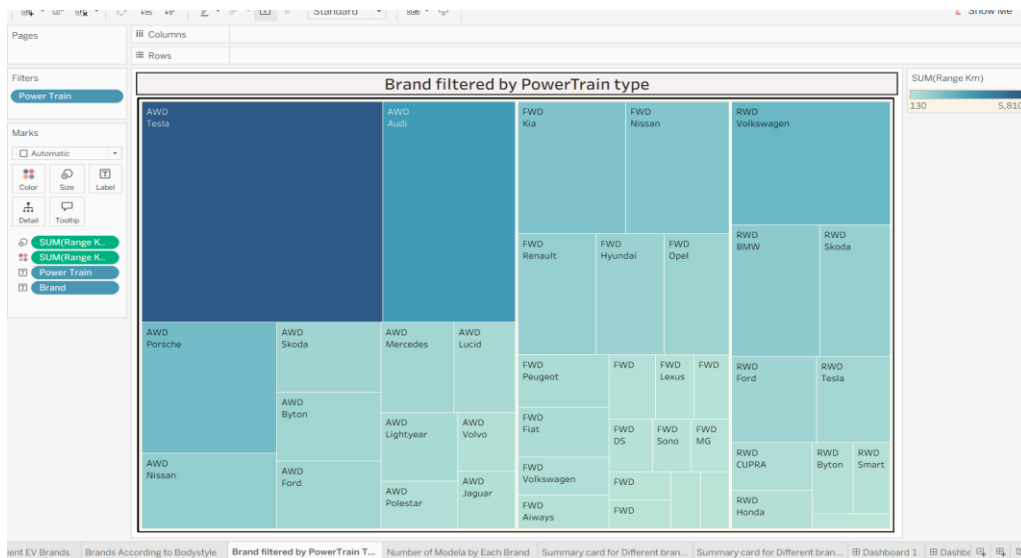 Standard
Show Me
Pages
iii Columns
Rows
Filters
Power Train
Marks
Automatic
Color
Size
Label
Detail
Tooltip
SUM(Range K..
SUM(Range K..
Power Train
Brand
Brand filtered by PowerTrain type
AWD
Tesla
AWD
Audi
AWD
Porsche
AWD
Skoda
AWD
Mercedes
AWD
Lucid
AWD
Byton
AWD
Lightyear
AWD
Volvo
AWD
Nissan
AWD
Ford
AWD
Polestar
AWD
Jaguar
FWD
Kia
FWD
Nissan
FWD
Renault
FWD
Hyundai
FWD
Opel
FWD
Peugeot
FWD
FWD
Lexus
FWD
FWD
Fiat
FWD
DS
FWD
Sono
FWD
MG
FWD
Volkswagen
FWD
FWD
Aiways
FWD
RWD
Volkswagen
RWD
BMW
RWD
Skoda
RWD
Ford
RWD
Tesla
RWD
CUPRA
RWD
Byton
RWD
Smart
RWD
Honda
SUM(Range Km)
130
5,810
ent EV Brands
Brands According to Bodystyle
Brand filtered by PowerTrain T...
Number of Modela by Each Brand
Summary card for Different bran...
Summary card for Different bran...
Dashboard 1
Dashbo